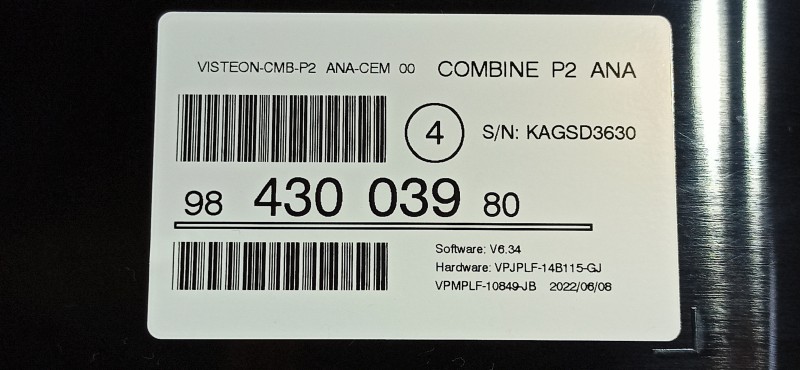 VISTEON-CMB-P2 ANA-CEM 00 COMBINE P2 ANA
4 S/N: KAGSD3630
98 430 039 80
Software: V6.34
Hardware: VPJPLF-14B115-GJ
VPMPLF-10849-JB 2022/06/08